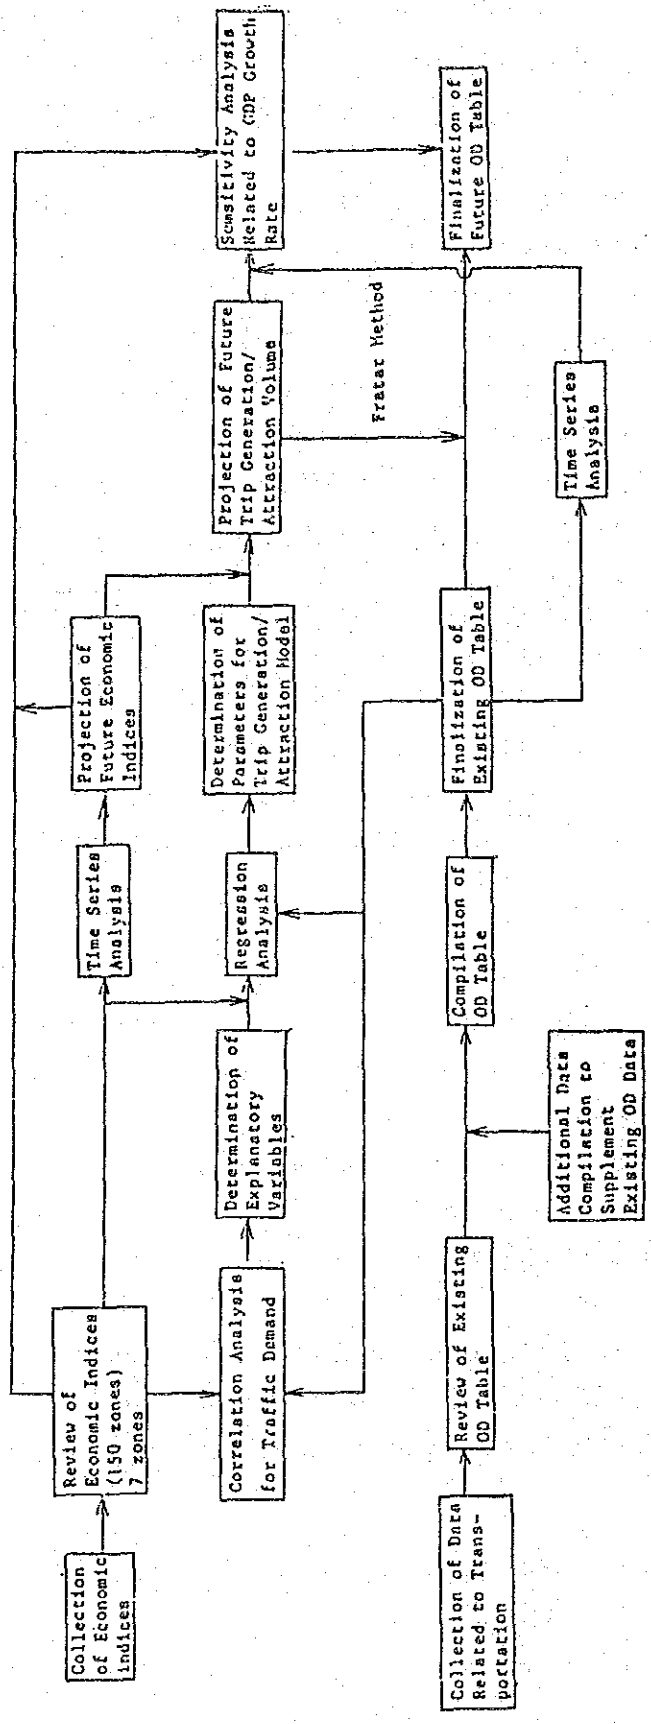 Collection
of Economic
indices
Review of
Economic Indices
(150 zones)
7 zones
Time Series
Analysis
Projection of
Future Economic
Indices
Correlation Analysis
for Traffic Demand
Determination of
Explanatory
Variables
Regression
Analysis
Determination of
Parameters for
Trip Generation/
Attraction Model
Projection of Future
Trip Generation/
Attraction Volume
Sensitivity Analysis
Related to GDP Growth
Rate
Fratar Method
Collection of Data
Related to Trans-
portation
Review of Existing
OD Table
Compilation of
OD Table
Finalization of
Existing OD Table
Finalization of
Future OD Table
Additional Data
Compilation to
Supplement
Existing OD Data
Time Series
Analysis